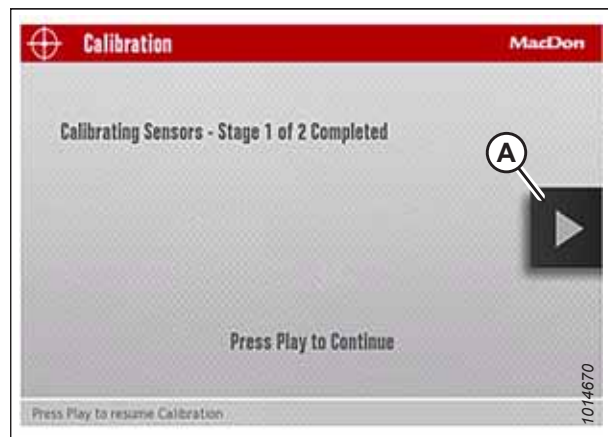 Calibration
MacDon
Calibrating Sensors - Stage 1 of 2 Completed
A
Press Play to Continue
Press Play to resume Calibration
1014670